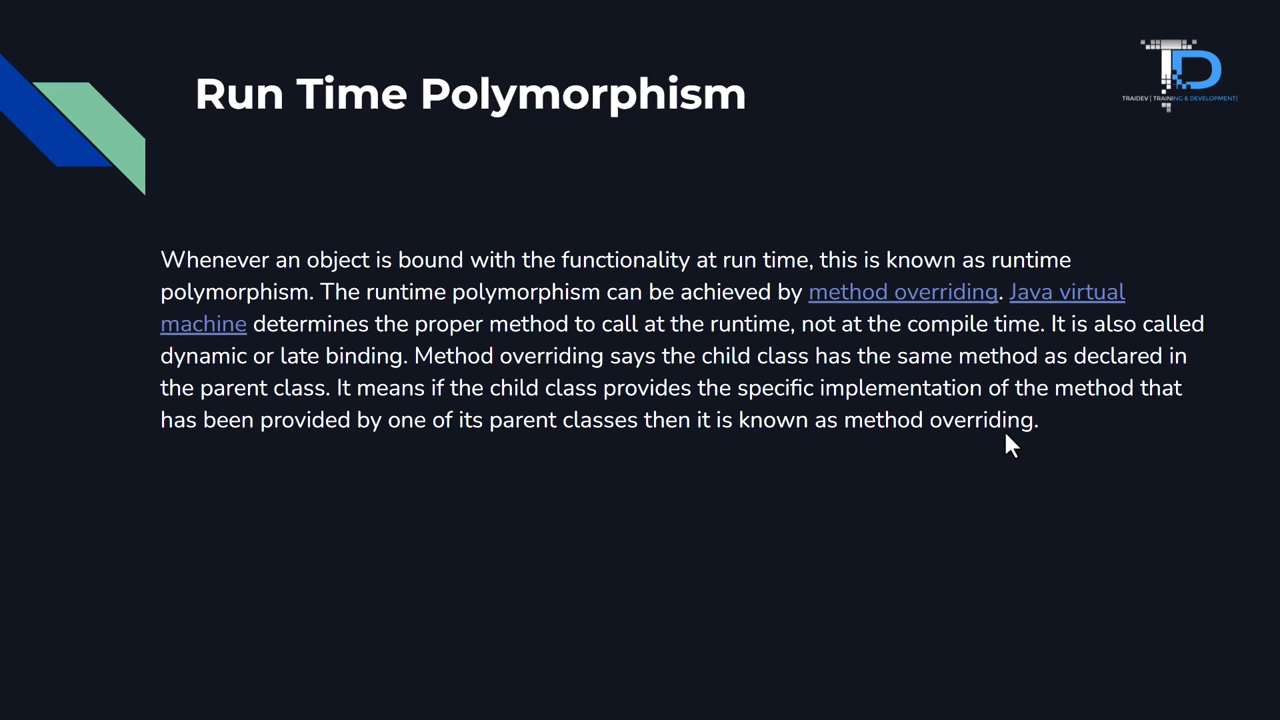 Run Time Polymorphism
TRAIDEV [ TRAINING & DEVELOPMENT]
Whenever an object is bound with the functionality at run time, this is known as runtime
polymorphism. The runtime polymorphism can be achieved by method overriding. Java virtual
machine determines the proper method to call at the runtime, not at the compile time. It is also called
dynamic or late binding. Method overriding says the child class has the same method as declared in
the parent class. It means if the child class provides the specific implementation of the method that
has been provided by one of its parent classes then it is known as method overriding.